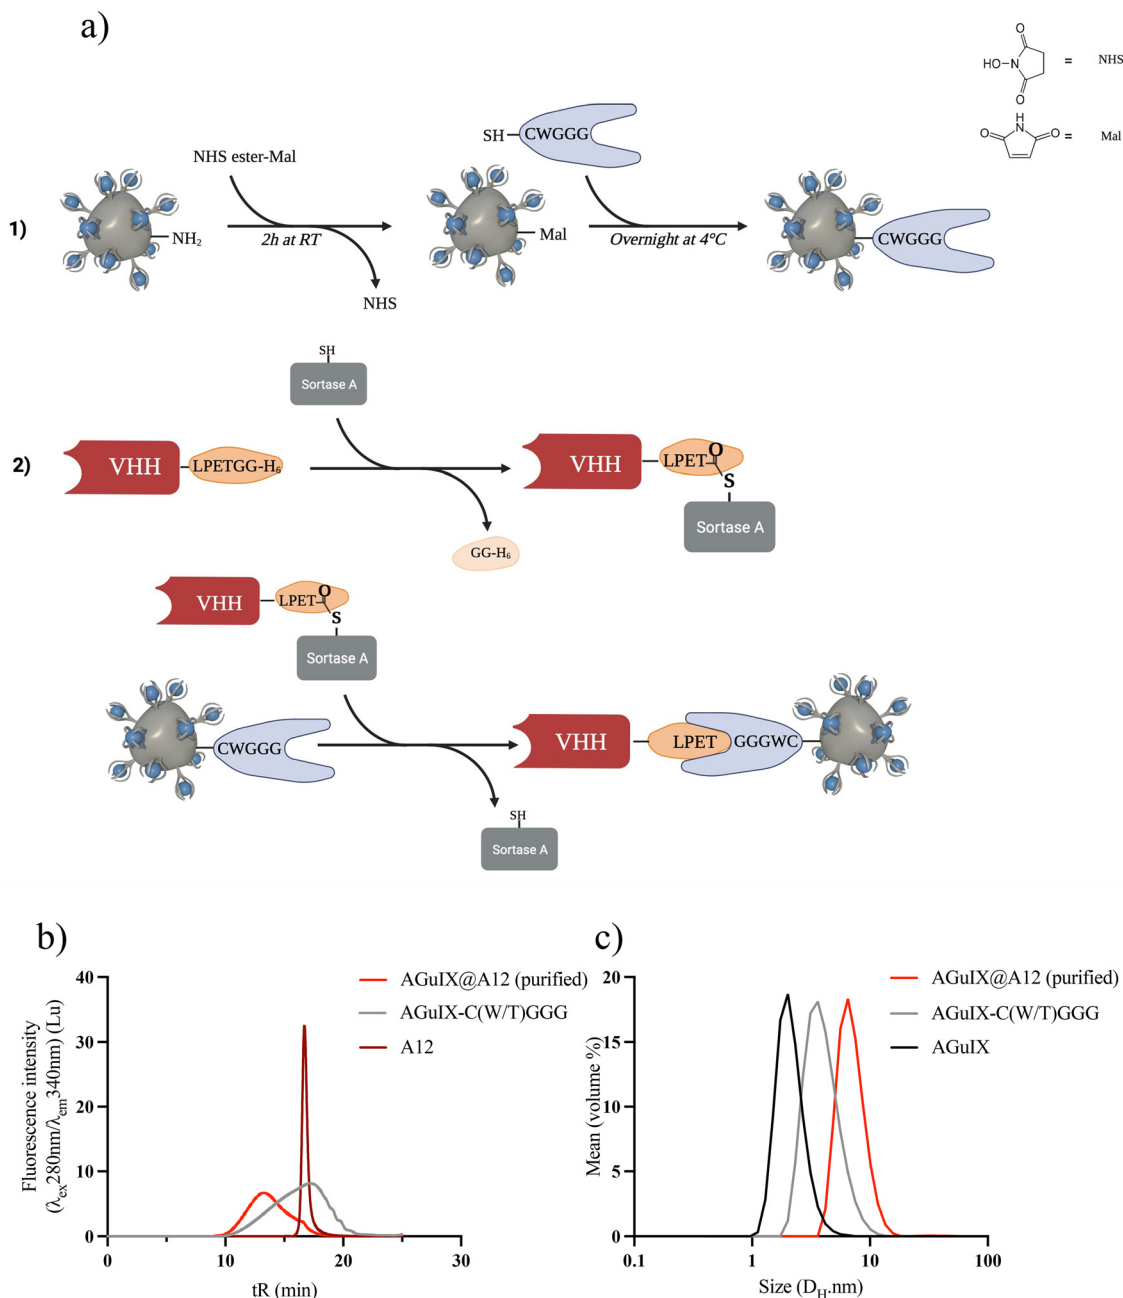 a)
HO N O O = NHS
O NH O = Mal
1)
NHS ester-Mal
SH CWGGG
NH2
2h at RT
NHS
Mal
Overnight at 4°C
CWGGG
2)
SH
Sortase A
VHH LPETGG-H6
GG-H6
VHH LPET O
S
Sortase A
VHH LPET O
S
Sortase A
CWGGG
SH
Sortase A
VHH LPET GGGWC
b)
AGuIX@A12 (purified)
AGuIX-C(W/T)GGG
A12
Fluorescence intensity
(λex280nm/λem340nm) (Lu)
40
30
20
10
0
0 10 20 30
tR (min)
c)
AGuIX@A12 (purified)
AGuIX-C(W/T)GGG
AGuIX
Mean (volume %)
20
15
10
5
0
0.1 1 10 100
Size (DH.nm)